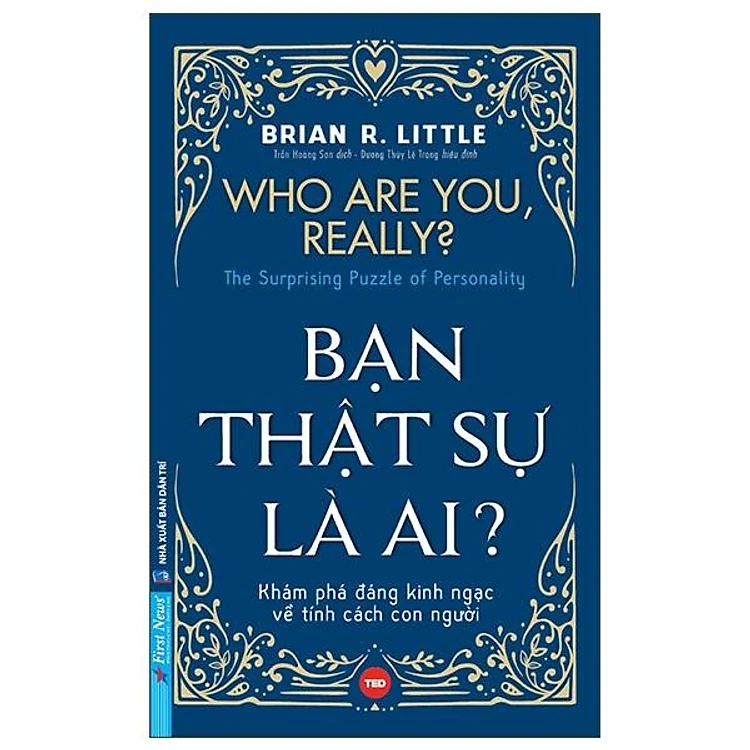 BRIAN R. LITTLE
Trần Hoàng Sơn dịch - Dương Thùy Lê Trang hiệu đính
WHO ARE YOU,
REALLY?
The Surprising Puzzle of Personality
BẠN
THẬT SỰ
LÀ AI?
Khám phá đáng kinh ngạc
về tính cách con người
TED
NHÀ XUẤT BẢN DÂN TRÍ
First News